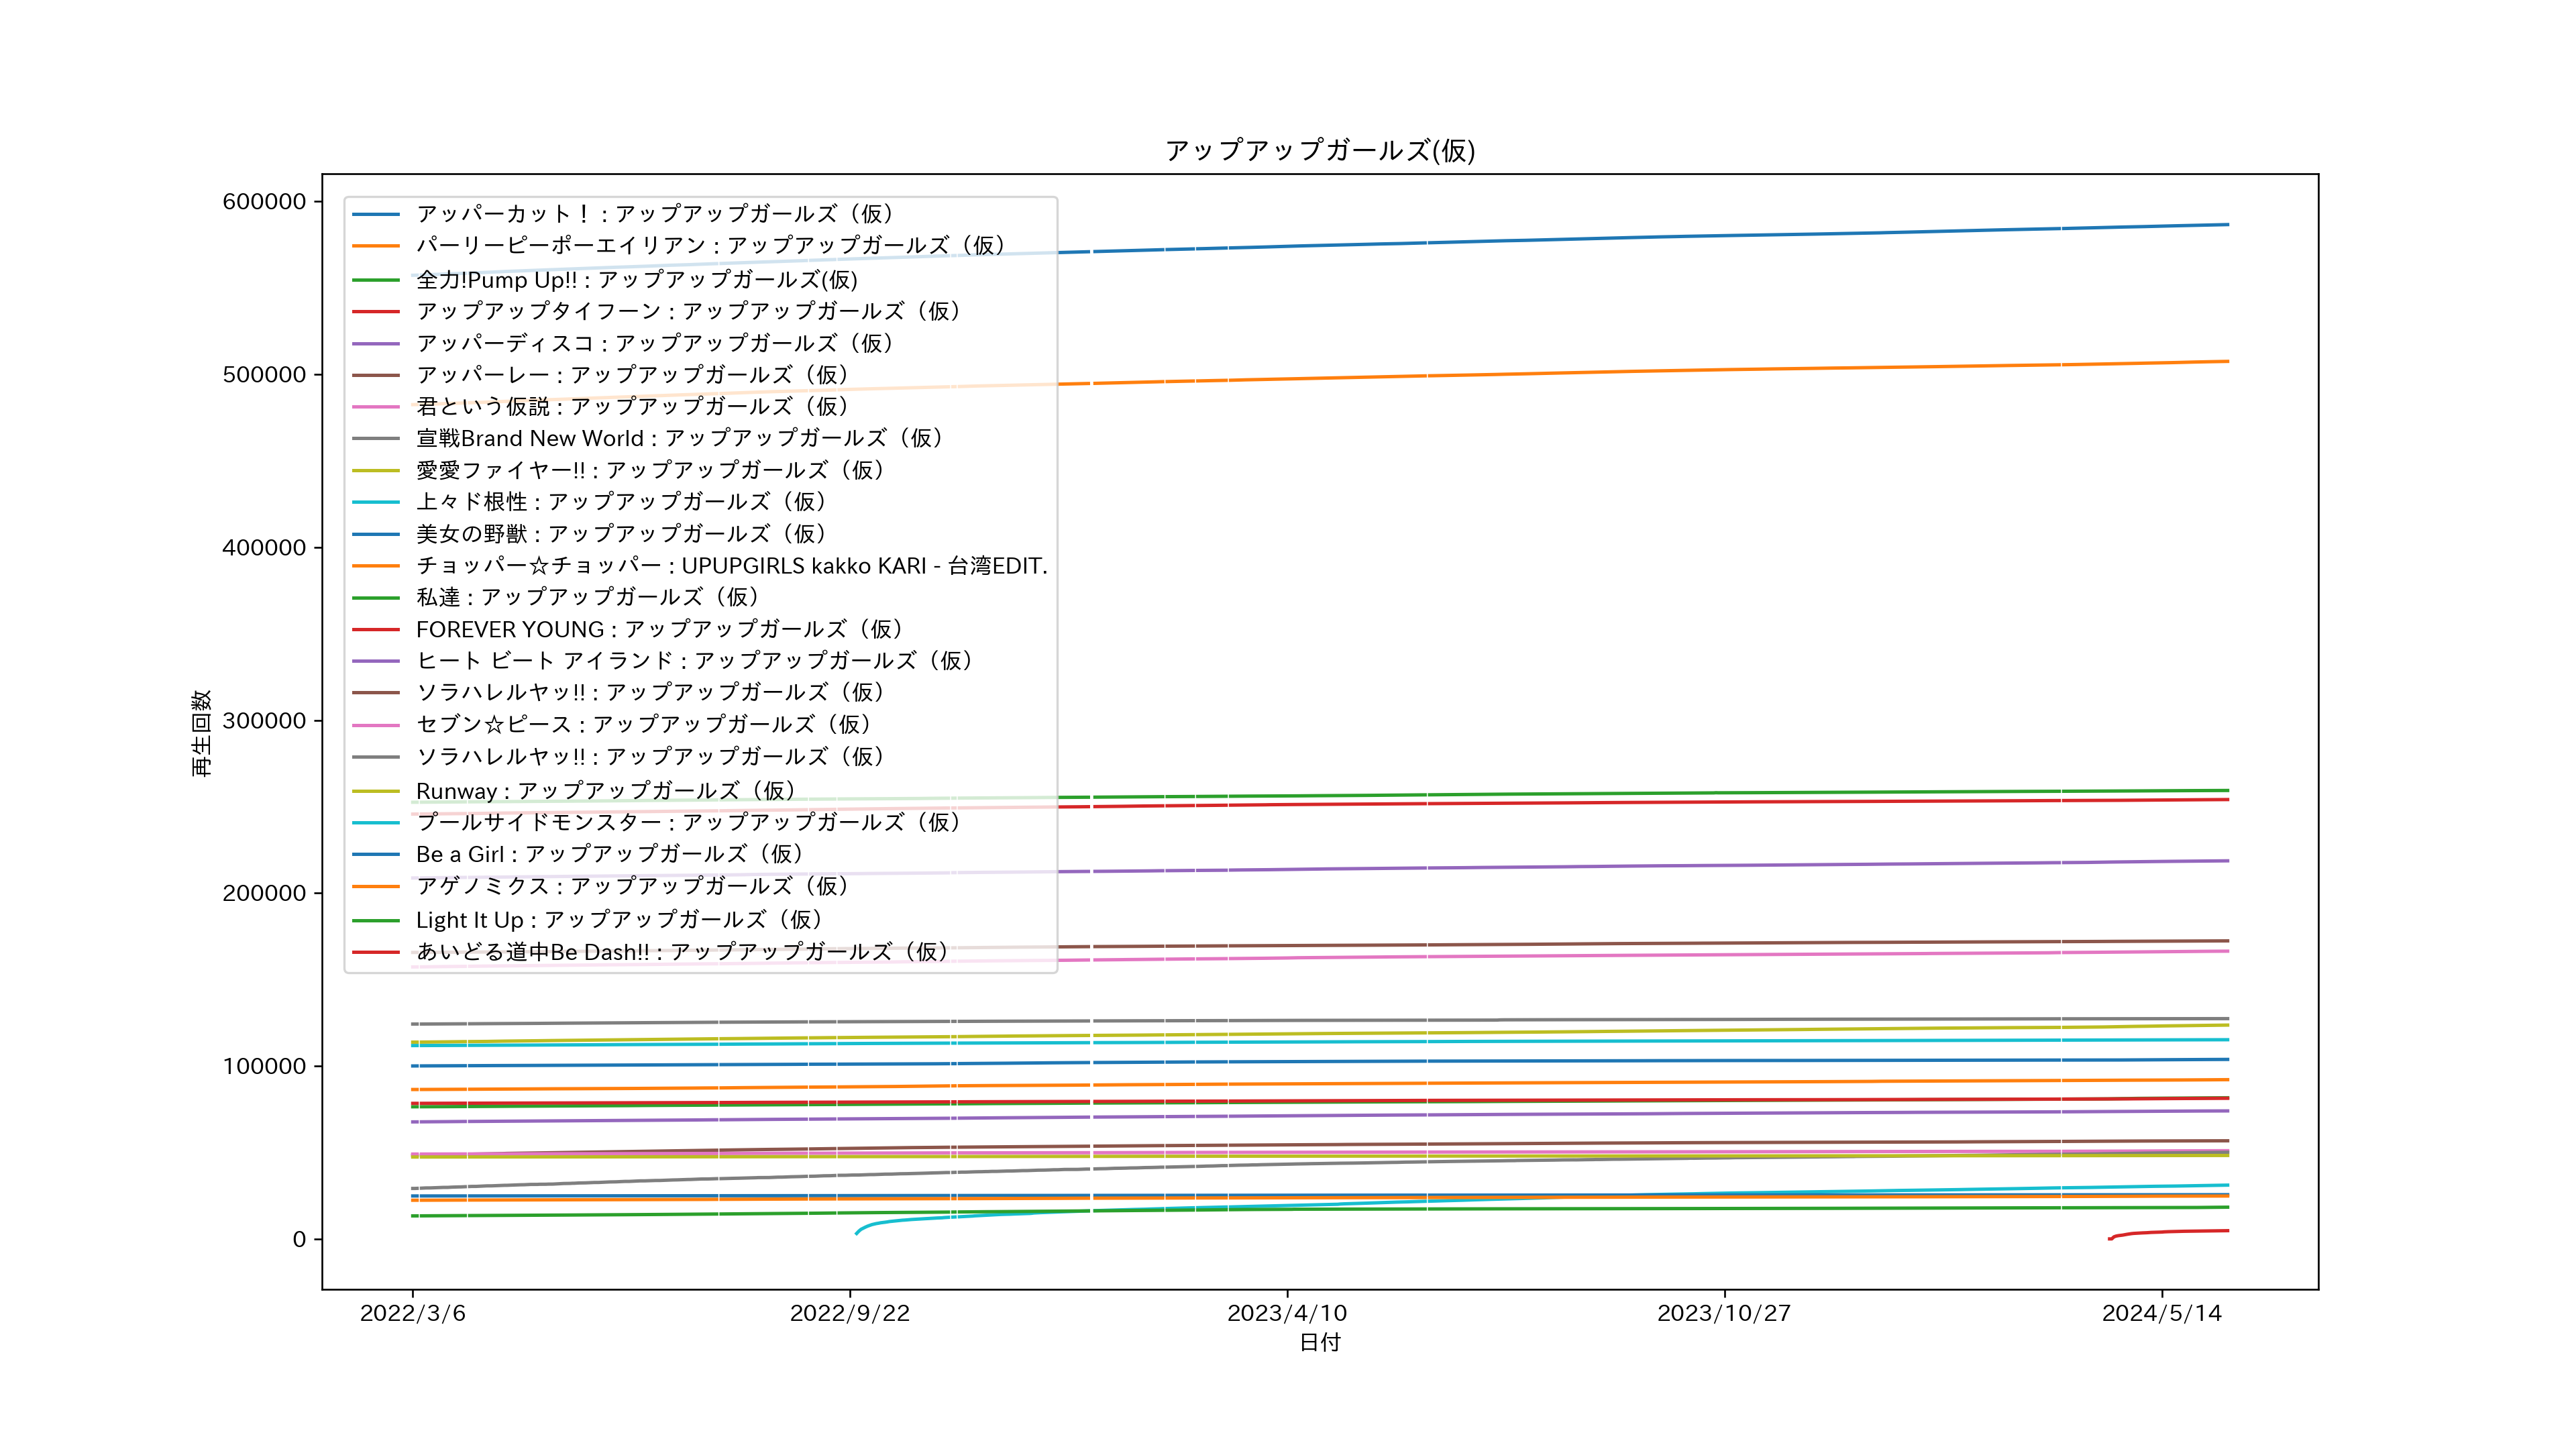 アップアップガールズ(仮)
600000
500000
400000
300000
200000
100000
0
再生回数
アッパーカット！ : アップアップガールズ（仮）
パーリーピーポーエイリアン : アップアップガールズ（仮）
全力!Pump Up!! : アップアップガールズ(仮)
アップアップタイフーン : アップアップガールズ（仮）
アッパーディスコ : アップアップガールズ（仮）
アッパーレー : アップアップガールズ（仮）
君という仮説 : アップアップガールズ（仮）
宣戦Brand New World : アップアップガールズ（仮）
愛愛ファイヤー!! : アップアップガールズ（仮）
上々ド根性 : アップアップガールズ（仮）
美女の野獣 : アップアップガールズ（仮）
チョッパー☆チョッパー : UPUPGIRLS kakko KARI - 台湾EDIT.
私達 : アップアップガールズ（仮）
FOREVER YOUNG : アップアップガールズ（仮）
ヒート ビート アイランド : アップアップガールズ（仮）
ソラハレルヤッ!! : アップアップガールズ（仮）
セブン☆ピース : アップアップガールズ（仮）
ソラハレルヤッ!! : アップアップガールズ（仮）
Runway : アップアップガールズ（仮）
プールサイドモンスター : アップアップガールズ（仮）
Be a Girl : アップアップガールズ（仮）
アゲノミクス : アップアップガールズ（仮）
Light It Up : アップアップガールズ（仮）
あいどる道中Be Dash!! : アップアップガールズ（仮）
2022/3/6
2022/9/22
2023/4/10
2023/10/27
2024/5/14
日付